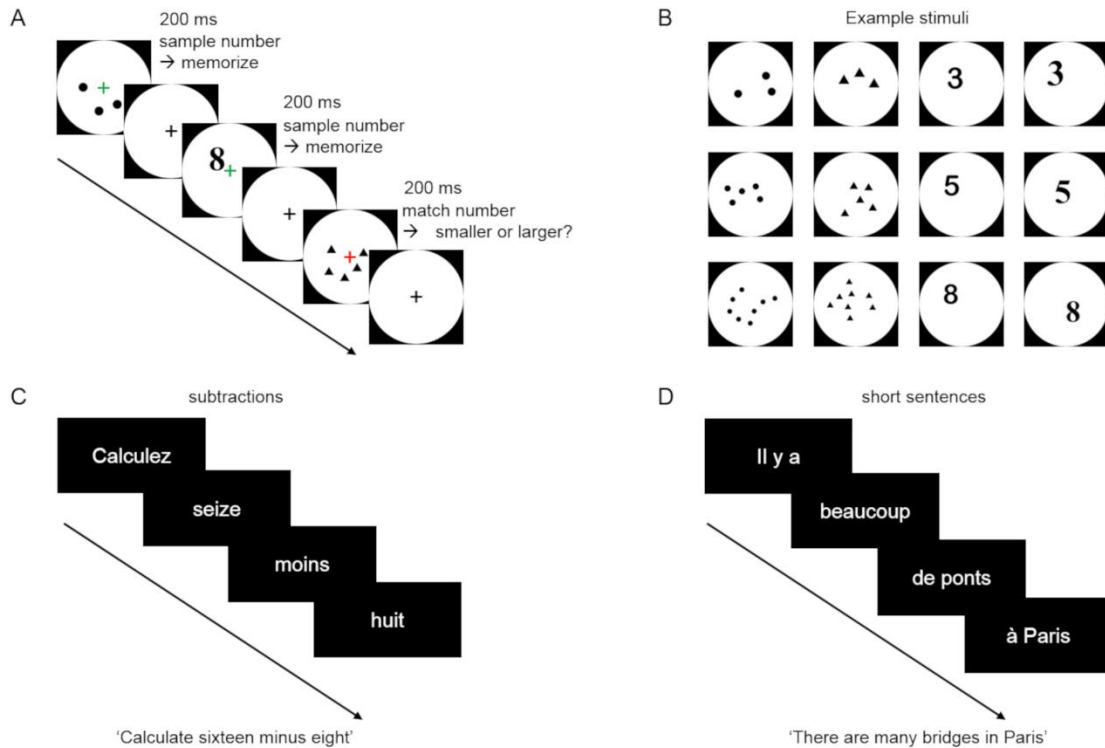 A
200 ms
sample number
→ memorize
200 ms
sample number
→ memorize
8
200 ms
match number
→ smaller or larger?
B
Example stimuli
3
3
5
5
8
8
C
subtractions
Calculez
seize
moins
huit
'Calculate sixteen minus eight'
D
short sentences
Il y a
beaucoup
de ponts
à Paris
'There are many bridges in Paris'